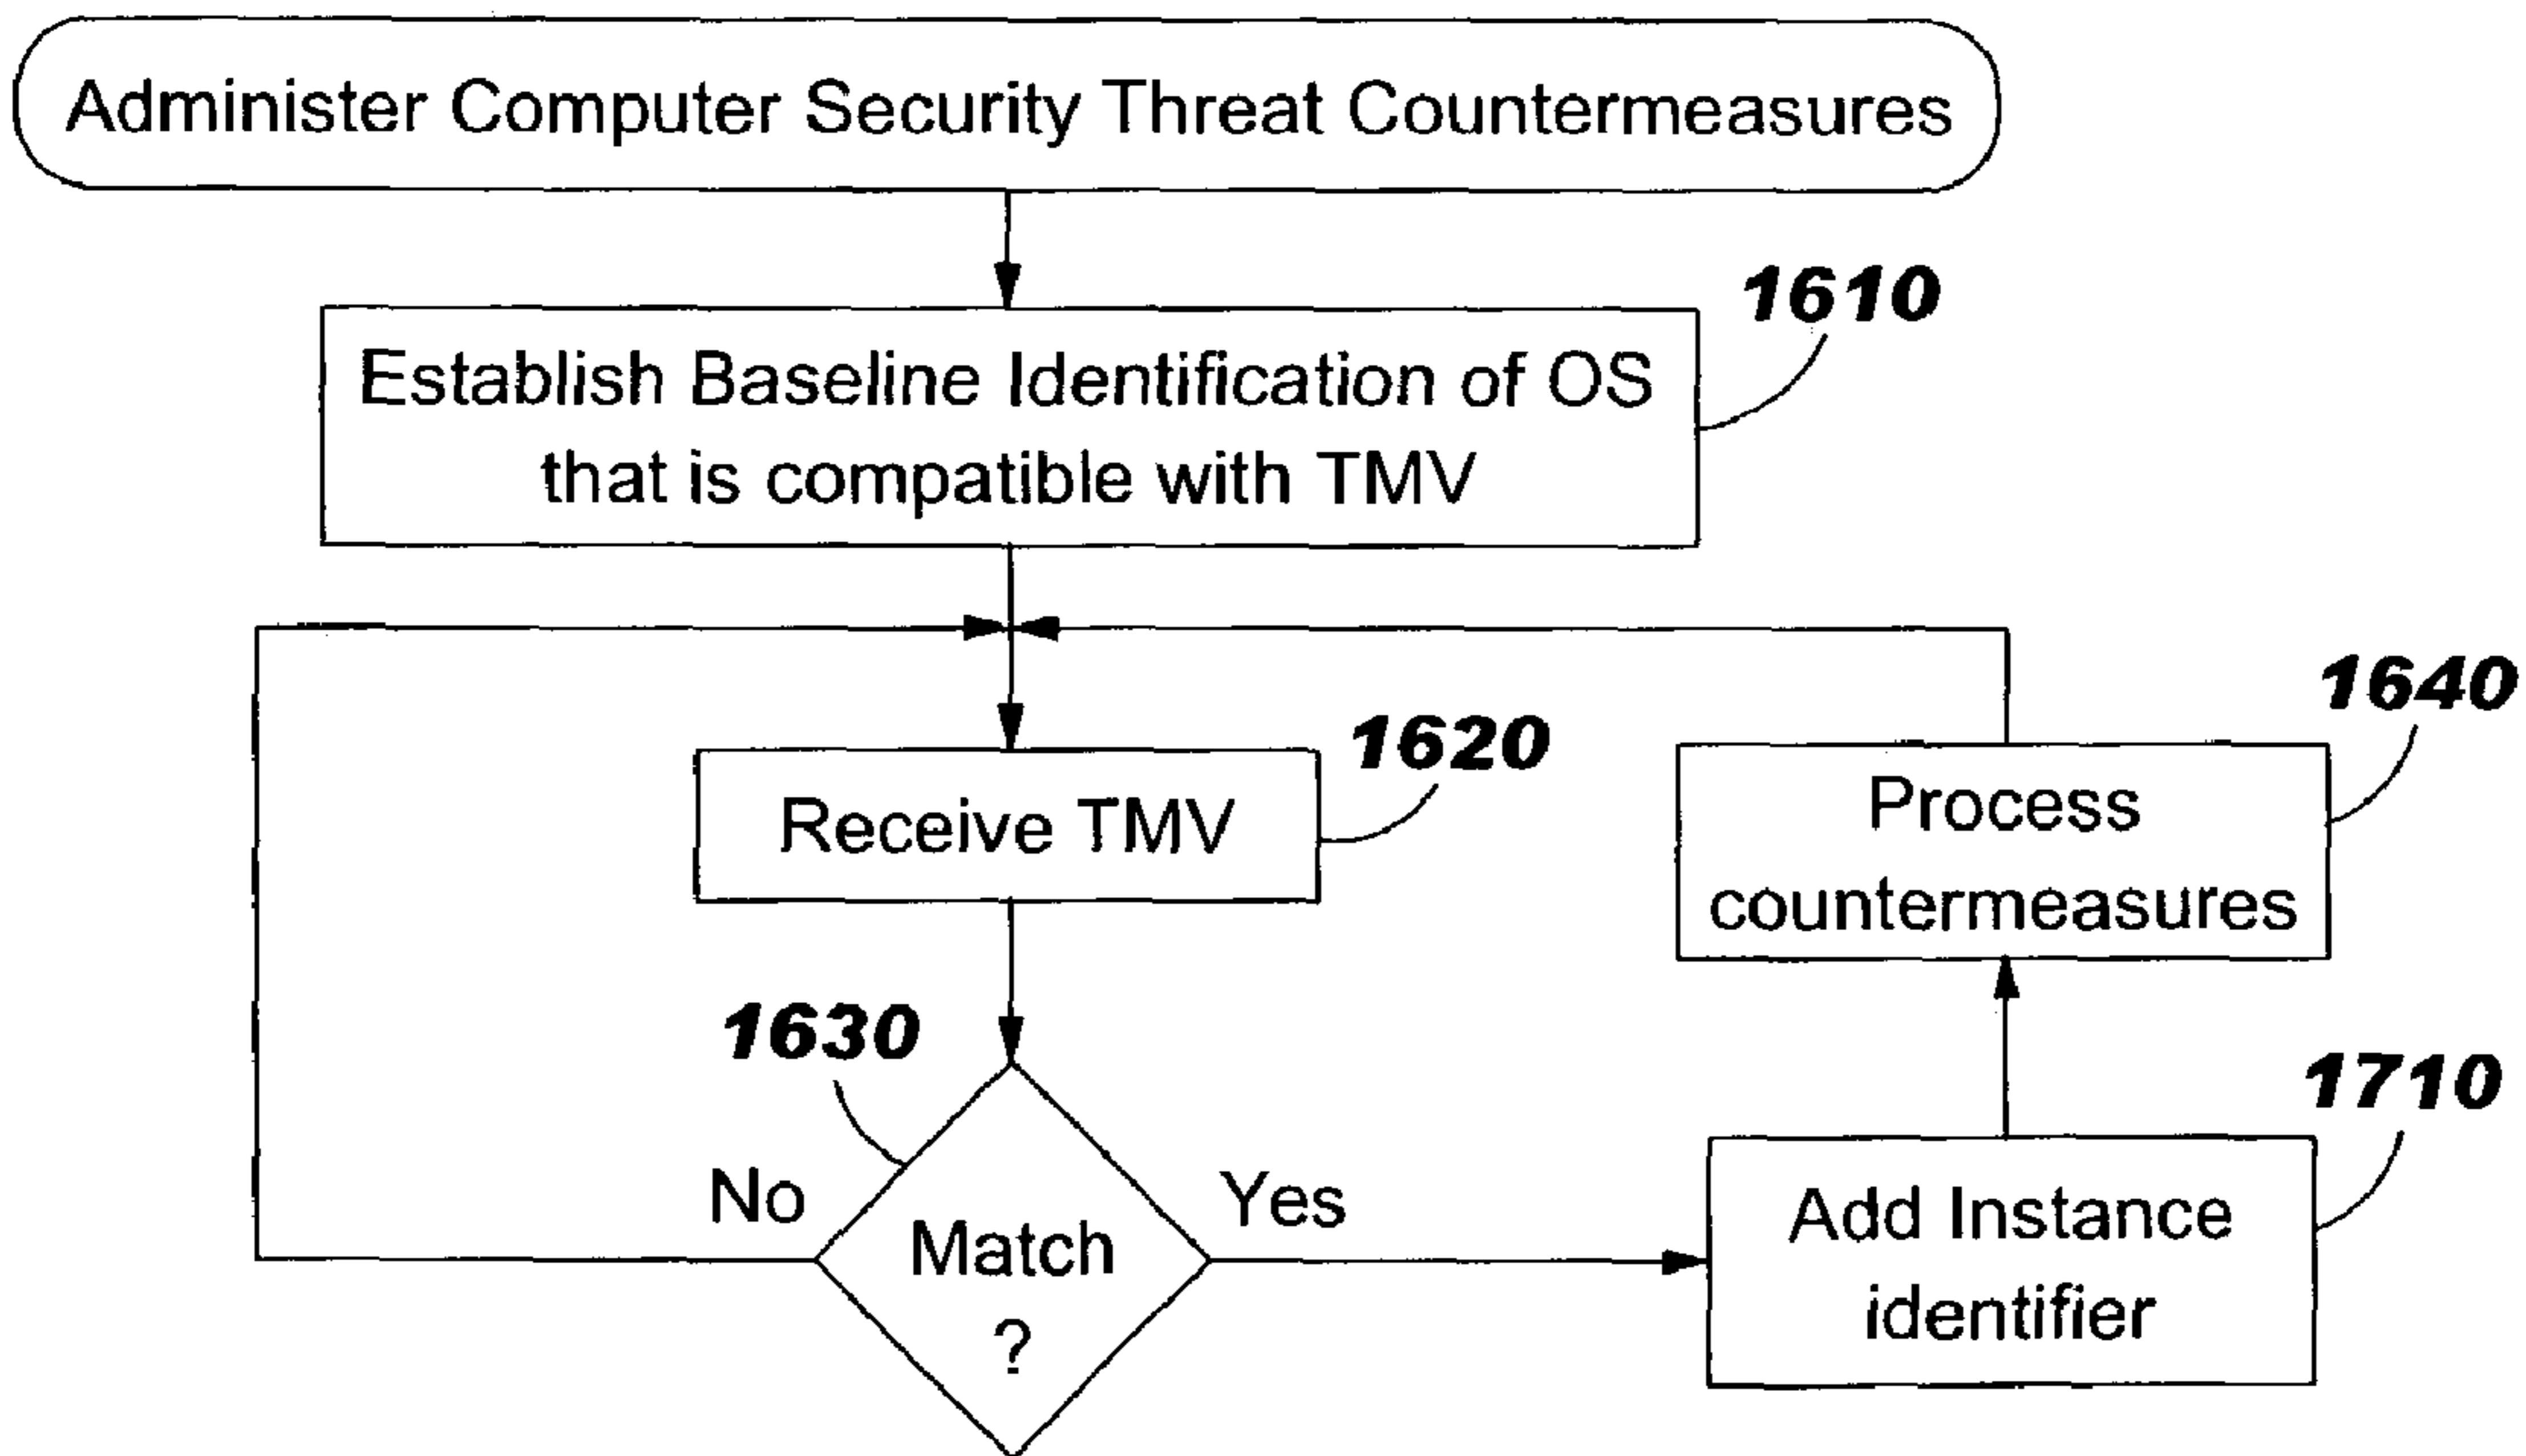 Administer Computer Security Threat Countermeasures
1610
Establish Baseline Identification of OS
that is compatible with TMV
1620
Receive TMV
1630
No
Match
?
Yes
1710
Add Instance
identifier
1640
Process
countermeasures